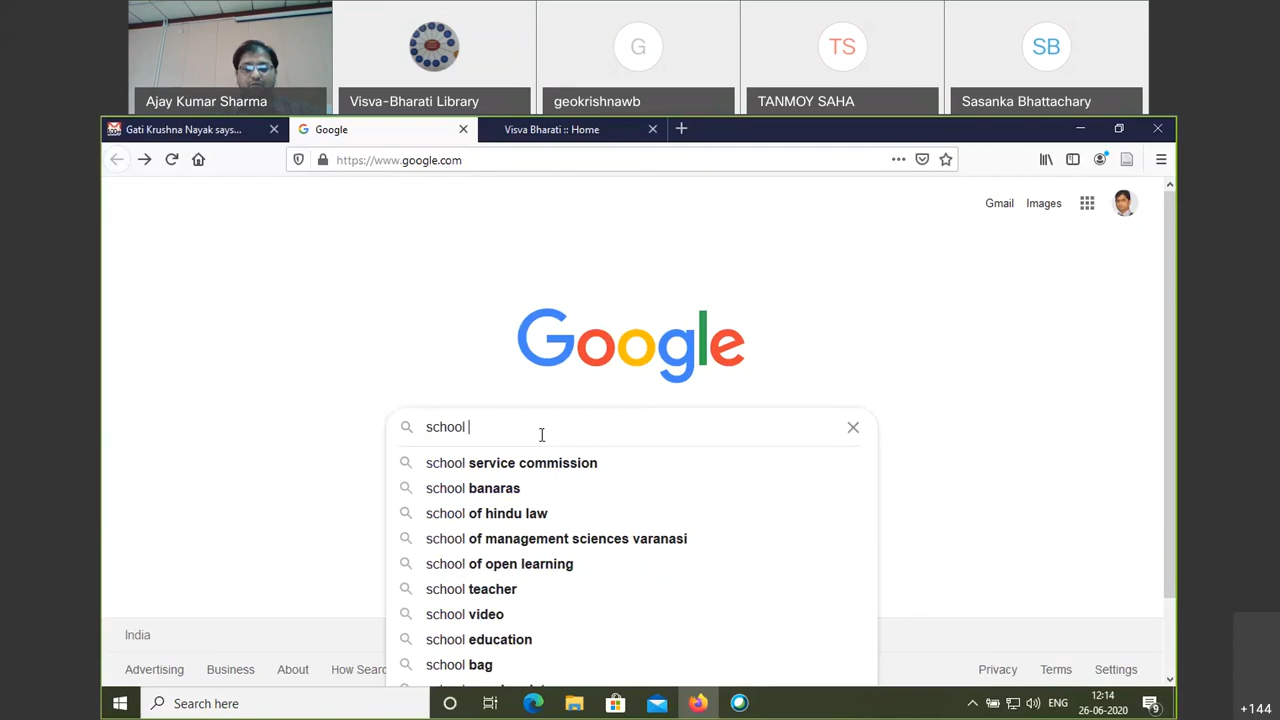 Ajay Kumar Sharma
Visva-Bharati Library
G
geokrishnawb
TS
TANMOY SAHA
SB
Sasanka Bhattachary
Gati Krushna Nayak says...
Google
Visva Bharati :: Home
https://www.google.com
Gmail Images
Google
school
school service commission
school banaras
school of hindu law
school of management sciences varanasi
school of open learning
school teacher
school video
school education
school bag
India
Advertising Business About How Searc
Privacy Terms Settings
Search here
ENG
12:14
26-06-2020
9
+144